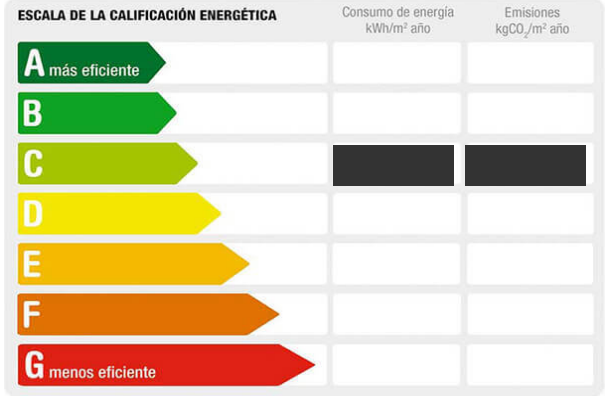 ESCALA DE LA CALIFICACIÓN ENERGÉTICA
Consumo de energía
kWh/m² año
Emisiones
kgCO₂/m² año
A más eficiente
B
C
D
E
F
G menos eficiente